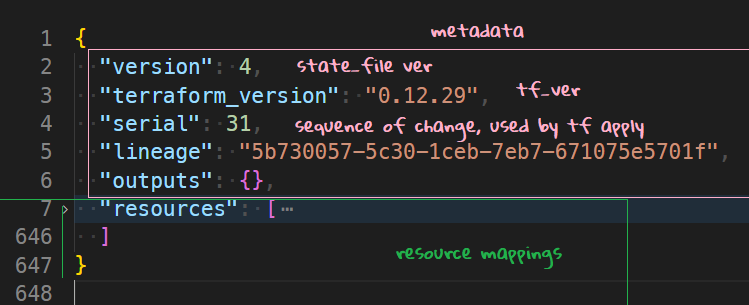 metadata
1 {
2 "version": 4, state_file ver
3 "terraform_version": "0.12.29", tf_ver
4 "serial": 31, sequence of change, used by tf apply
5 "lineage": "5b730057-5c30-1ceb-7eb7-671075e5701f",
6 "outputs": {},
7 "resources": [ ⋯
646 ]
resource mappings
647 }
648